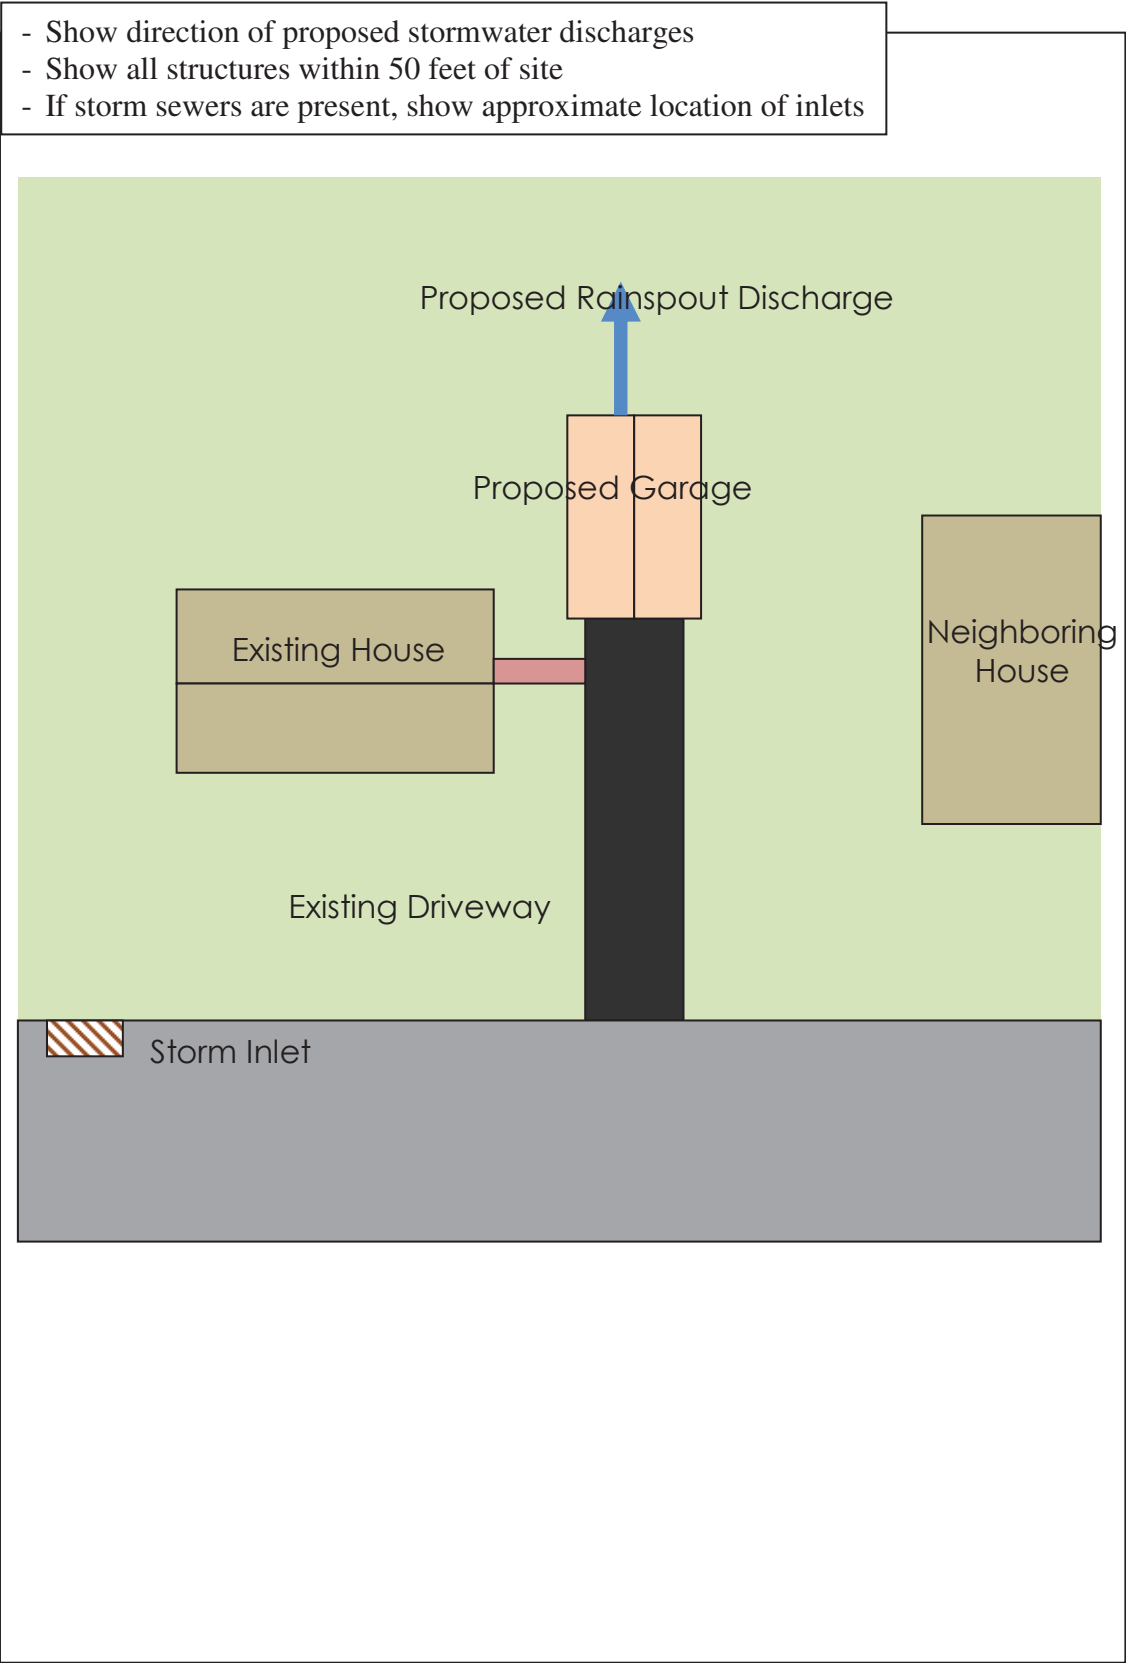 - Show direction of proposed stormwater discharges
- Show all structures within 50 feet of site
- If storm sewers are present, show approximate location of inlets
Proposed Rainspout Discharge
Proposed Garage
Neighboring
House
Existing House
Existing Driveway
Storm Inlet